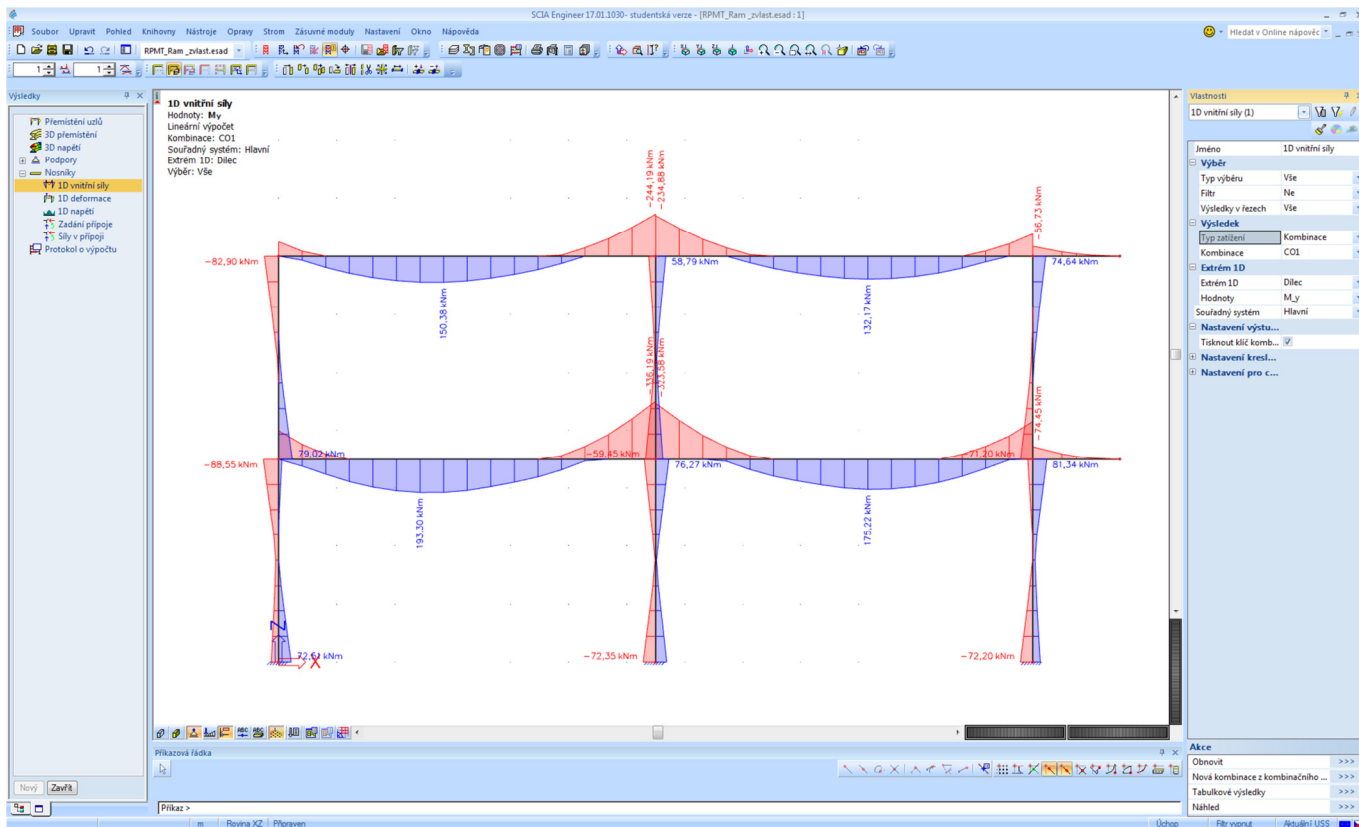 SCIA Engineer 17.01.1030- studentská verze - [RPMT_Ram _zvlast.esad : 1]
Soubor Upravit Pohled Knihovny Nástroje Opravy Strom Zásuvné moduly Nastavení Okno Nápověda
Hledat v Online nápověc
RPMT_Ram _zvlast.esad
1 1
Výsledky
Přemístění uzlů
3D přemístění
3D napětí
Podpory
Nosníky
1D vnitřní síly
1D deformace
1D napětí
Zadání přípoje
Síly v přípoji
Protokol o výpočtu
Nový Zavřít
1D vnitřní síly
Hodnoty: My
Lineární výpočet
Kombinace: CO1
Souřadný systém: Hlavní
Extrém 1D: Dílec
Výběr: Vše
-244,19 kNm
-234,88 kNm
-56,73 kNm
-82,90 kNm
58,79 kNm
74,64 kNm
150,38 kNm
132,17 kNm
-336,19 kNm
-323,58 kNm
-74,45 kNm
79,02 kNm
-59,45 kNm
-71,20 kNm
-88,55 kNm
76,27 kNm
81,34 kNm
193,30 kNm
175,22 kNm
Z
X
72,51 kNm
-72,35 kNm
-72,20 kNm
Příkazová řádka
Příkaz >
Vlastnosti
1D vnitřní síly (1)
Jméno 1D vnitřní síly
Výběr
Typ výběru Vše
Filtr Ne
Výsledky v řezech Vše
Výsledek
Typ zatížení Kombinace
Kombinace CO1
Extrém 1D
Extrém 1D Dílec
Hodnoty M_y
Souřadný systém Hlavní
Nastavení výstu...
Tisknout klíč komb...
Nastavení kresl...
Nastavení pro c...
Akce
Obnovit >>>
Nová kombinace z kombinačního ... >>>
Tabulkové výsledky >>>
Náhled >>>
m Rovina XZ Připraven Úchop Filtr vypnut Aktuální USS